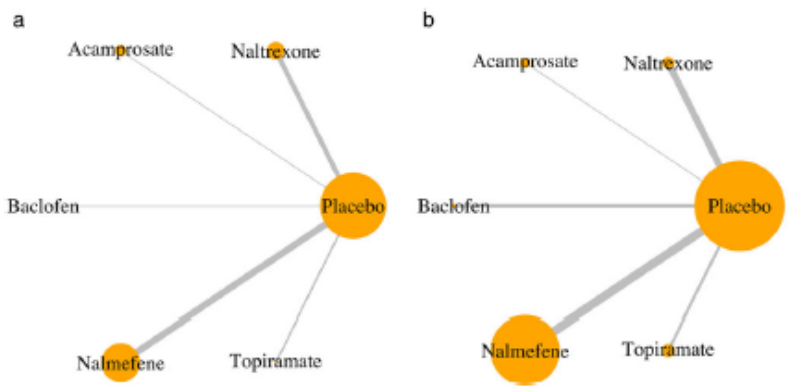 a
Acamprosate
Naltrexone
Baclofen
Placebo
Nalmefene
Topiramate
b
Acamprosate
Naltrexone
Baclofen
Placebo
Nalmefene
Topiramate